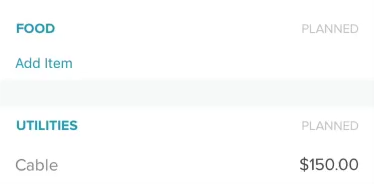 FOOD PLANNED
Add Item
UTILITIES PLANNED
Cable $150.00